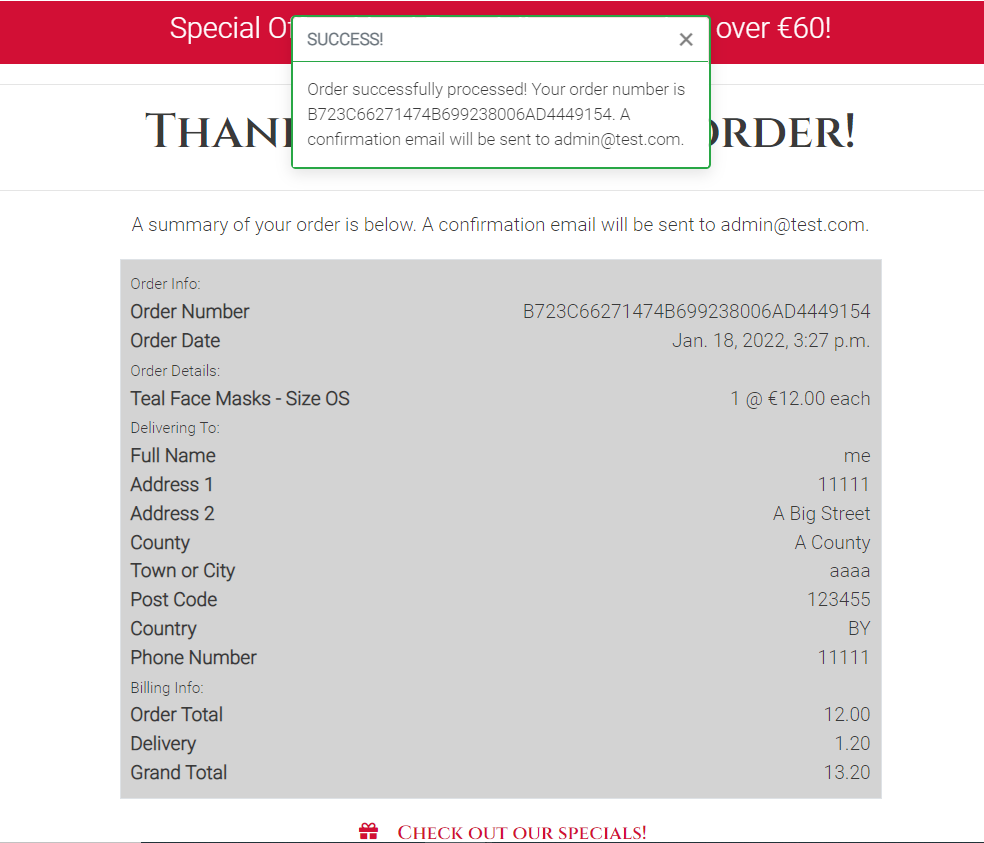 Special Of
over €60!
SUCCESS!
Order successfully processed! Your order number is
B723C66271474B699238006AD4449154. A
confirmation email will be sent to admin@test.com.
THAN
RDER!
A summary of your order is below. A confirmation email will be sent to admin@test.com.
Order Info:
Order Number B723C66271474B699238006AD4449154
Order Date Jan. 18, 2022, 3:27 p.m.
Order Details:
Teal Face Masks - Size OS 1 @ €12.00 each
Delivering To:
Full Name me
Address 1 11111
Address 2 A Big Street
County A County
Town or City aaaa
Post Code 123455
Country BY
Phone Number 11111
Billing Info:
Order Total 12.00
Delivery 1.20
Grand Total 13.20
CHECK OUT OUR SPECIALS!